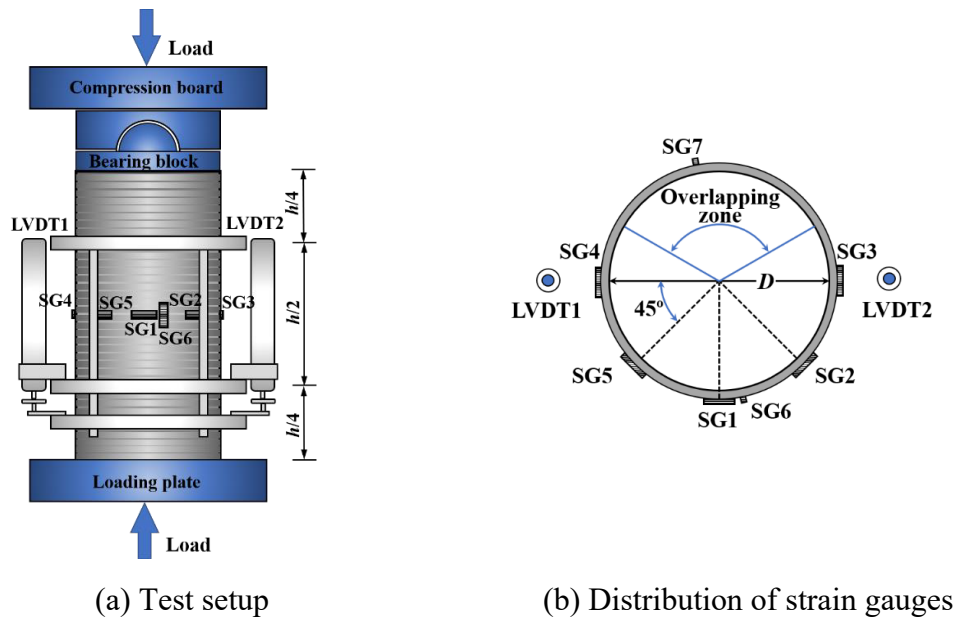 Load
Compression board
Bearing block
h/4
LVDT1
LVDT2
h/2
SG4
SG5
SG2
SG3
SG1
SG6
h/4
Loading plate
Load
(a) Test setup
SG7
Overlapping
zone
SG4
SG3
D
LVDT1
LVDT2
45°
SG5
SG2
SG1
SG6
(b) Distribution of strain gauges